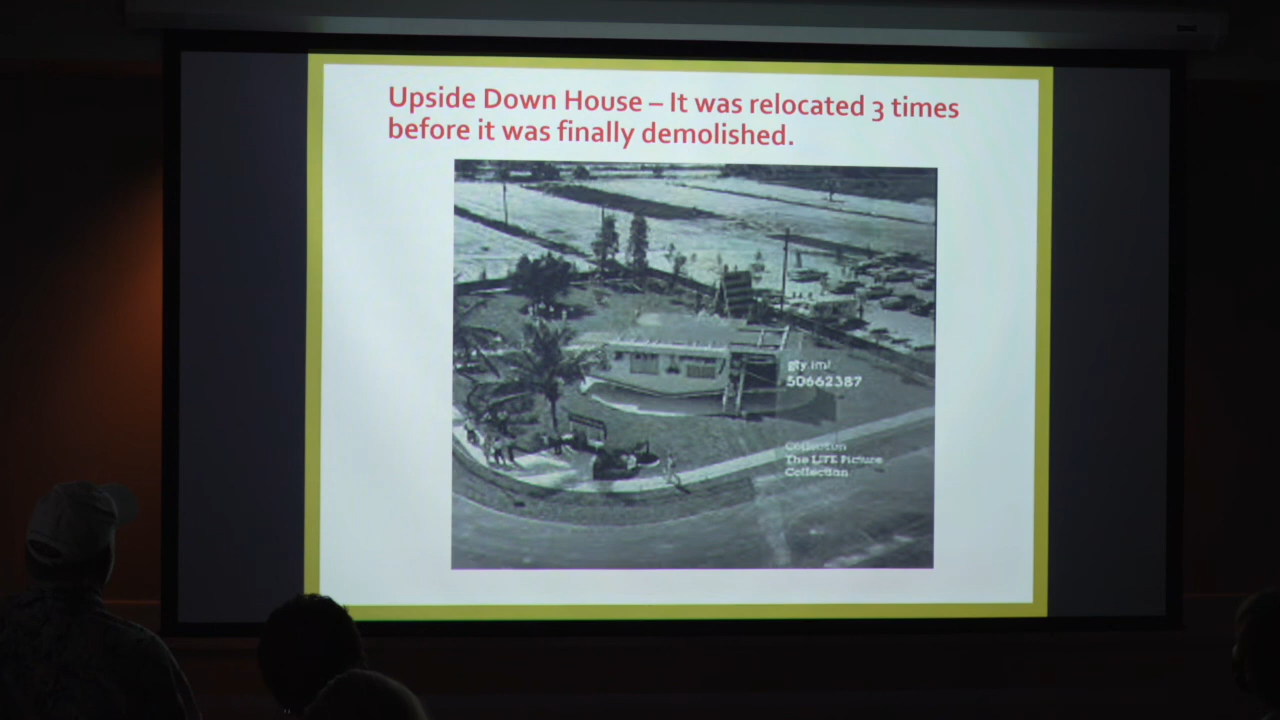 Upside Down House – It was relocated 3 times
before it was finally demolished.
gty.im/
50662387
Collection
The LIFE Picture
Collection